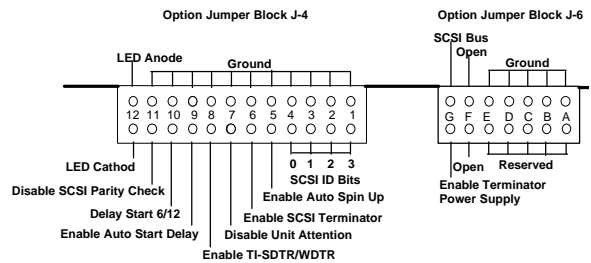 Option Jumper Block J-4
Option Jumper Block J-6
SCSI Bus
Open
LED Anode
Ground
Ground
12 11 10 9 8 7 6 5 4 3 2 1
G F E D C B A
LED Cathod
0 1 2 3
Open
Reserved
SCSI ID Bits
Disable SCSI Parity Check
Enable Auto Spin Up
Enable Terminator
Power Supply
Delay Start 6/12
Enable SCSI Terminator
Enable Auto Start Delay
Disable Unit Attention
Enable TI-SDTR/WDTR